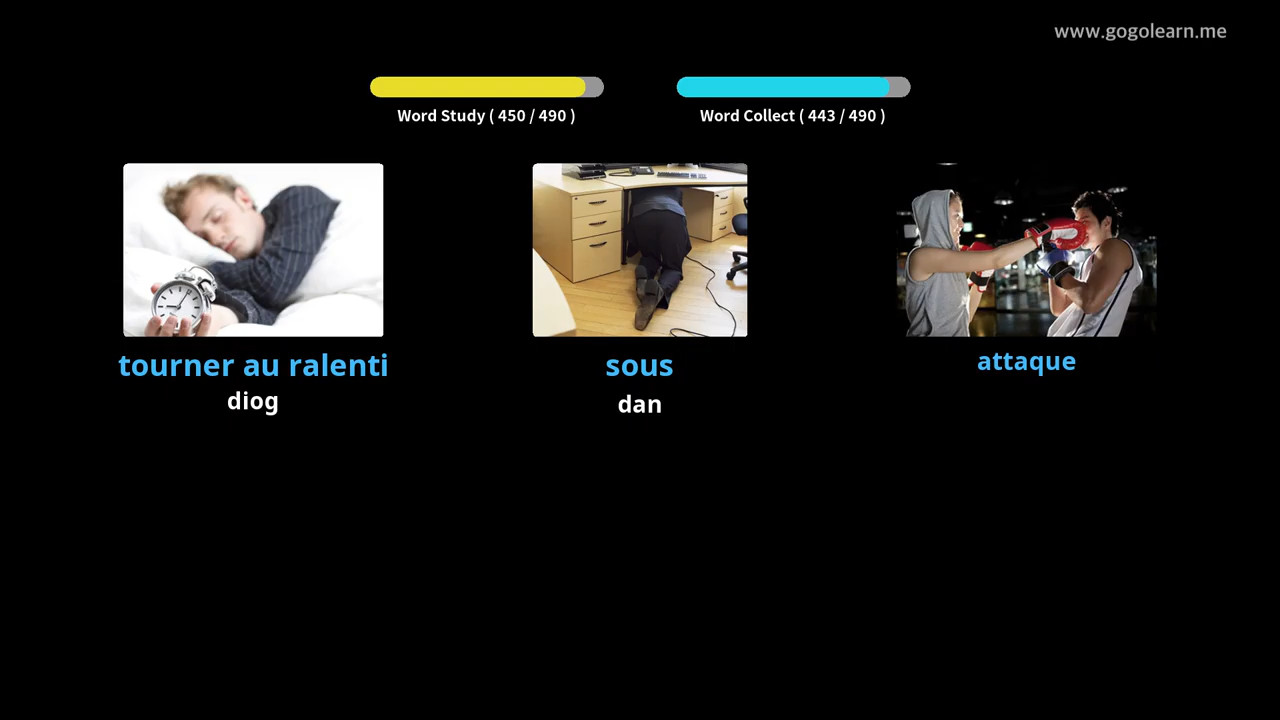 www.gogolearn.me
Word Study ( 450 / 490 )
Word Collect ( 443 / 490 )
tourner au ralenti
diog
sous
dan
attaque